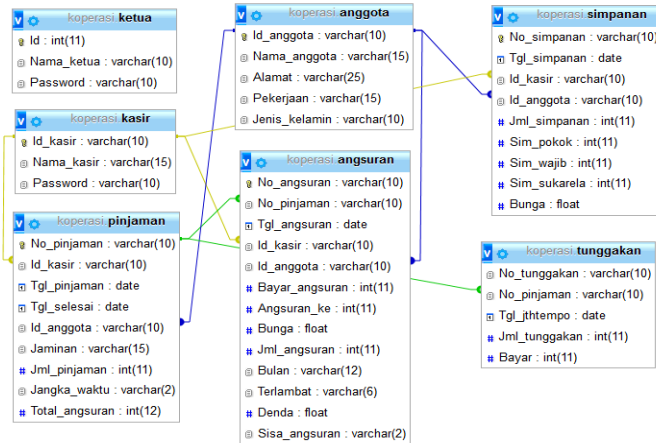 koperasi ketua
Id : int(11)
Nama_ketua : varchar(10)
Password : varchar(10)
koperasi kasir
Id_kasir : varchar(10)
Nama_kasir : varchar(15)
Password : varchar(10)
koperasi pinjaman
No_pinjaman : varchar(10)
Id_kasir : varchar(10)
Tgl_pinjaman : date
Tgl_selesai : date
Id_anggota : varchar(10)
Jaminan : varchar(15)
Jml_pinjaman : int(11)
Jangka_waktu : varchar(2)
Total_angsuran : int(12)
koperasi anggota
Id_anggota : varchar(10)
Nama_anggota : varchar(15)
Alamat : varchar(25)
Pekerjaan : varchar(15)
Jenis_kelamin : varchar(10)
koperasi angsuran
No_angsuran : varchar(10)
No_pinjaman : varchar(10)
Tgl_angsuran : date
Id_kasir : varchar(10)
Id_anggota : varchar(10)
Bayar_angsuran : int(11)
Angsuran_ke : int(11)
Bunga : float
Jml_angsuran : int(11)
Bulan : varchar(12)
Terlambat : varchar(6)
Denda : float
Sisa_angsuran : varchar(2)
koperasi simpanan
No_simpanan : varchar(10)
Tgl_simpanan : date
Id_kasir : varchar(10)
Id_anggota : varchar(10)
Jml_simpanan : int(11)
Sim_pokok : int(11)
Sim_wajib : int(11)
Sim_sukarela : int(11)
Bunga : float
koperasi tunggakan
No_tunggakan : varchar(10)
No_pinjaman : varchar(10)
Tgl_jthtempo : date
Jml_tunggakan : int(11)
Bayar : int(11)